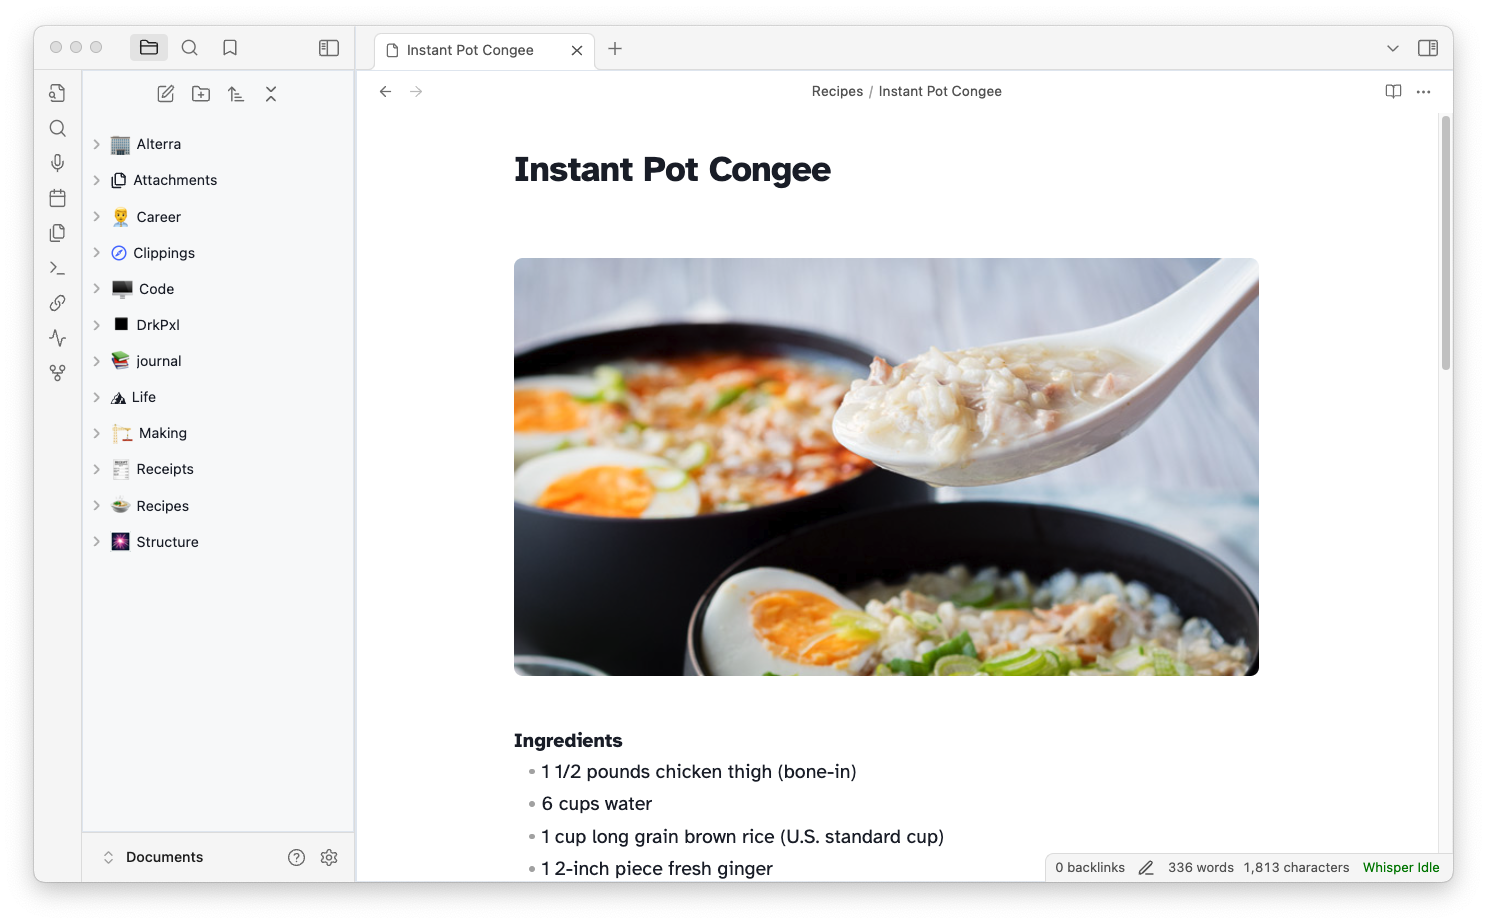 Instant Pot Congee
Recipes / Instant Pot Congee
Alterra
Attachments
Career
Clippings
Code
DrkPxl
journal
Life
Making
Receipts
Recipes
Structure
Documents
Instant Pot Congee
Ingredients
1 1/2 pounds chicken thigh (bone-in)
6 cups water
1 cup long grain brown rice (U.S. standard cup)
1 2-inch piece fresh ginger
0 backlinks 336 words 1,813 characters Whisper Idle